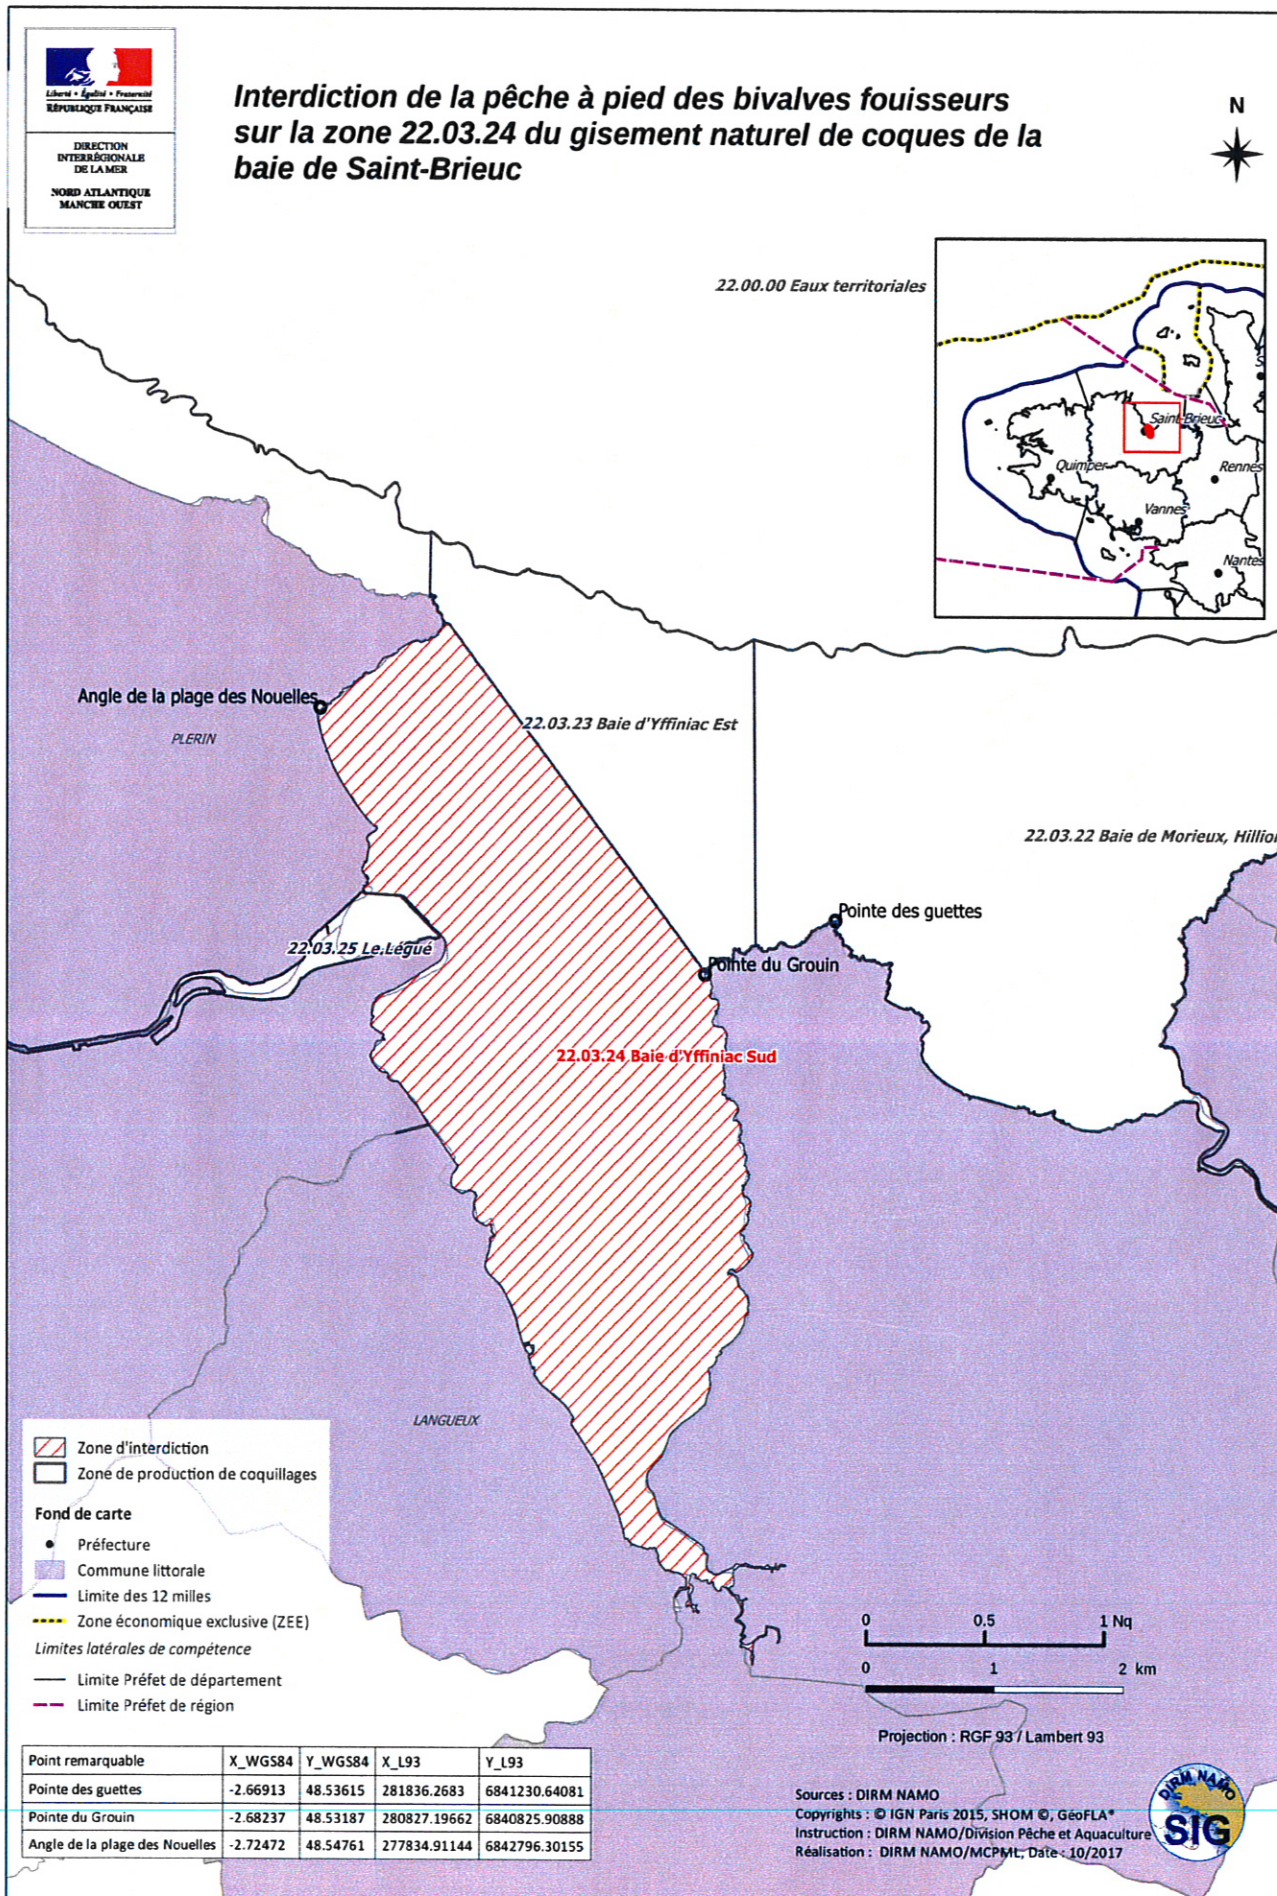 Liberté • Égalité • Fraternité
RÉPUBLIQUE FRANÇAISE
DIRECTION
INTERRÉGIONALE
DE LA MER
NORD ATLANTIQUE
MANCHE OUEST
Interdiction de la pêche à pied des bivalves fouisseurs
sur la zone 22.03.24 du gisement naturel de coques de la
baie de Saint-Brieuc
N
22.00.00 Eaux territoriales
Saint-Brieuc
Quimper
Rennes
Vannes
Nantes
Angle de la plage des Nouelles
PLERIN
22.03.23 Baie d'Yffiniac Est
22.03.22 Baie de Morieux, Hillion
Pointe des guettes
22.03.25 Le Légué
Pointe du Grouin
22.03.24 Baie d'Yffiniac Sud
LANGUEUX
Zone d'interdiction
Zone de production de coquillages
Fond de carte
Préfecture
Commune littorale
Limite des 12 milles
Zone économique exclusive (ZEE)
Limites latérales de compétence
Limite Préfet de département
Limite Préfet de région
0 0.5 1 Nq
0 1 2 km
Projection : RGF 93 / Lambert 93
Point remarquable X_WGS84 Y_WGS84 X_L93 Y_L93
Pointe des guettes -2.66913 48.53615 281836.2683 6841230.64081
Pointe du Grouin -2.68237 48.53187 280827.19662 6840825.90888
Angle de la plage des Nouelles -2.72472 48.54761 277834.91144 6842796.30155
Sources : DIRM NAMO
Copyrights : © IGN Paris 2015, SHOM ©, GéoFLA®
Instruction : DIRM NAMO/Division Pêche et Aquaculture
Réalisation : DIRM NAMO/MCPML, Date : 10/2017
DIRM NAMO
SIG